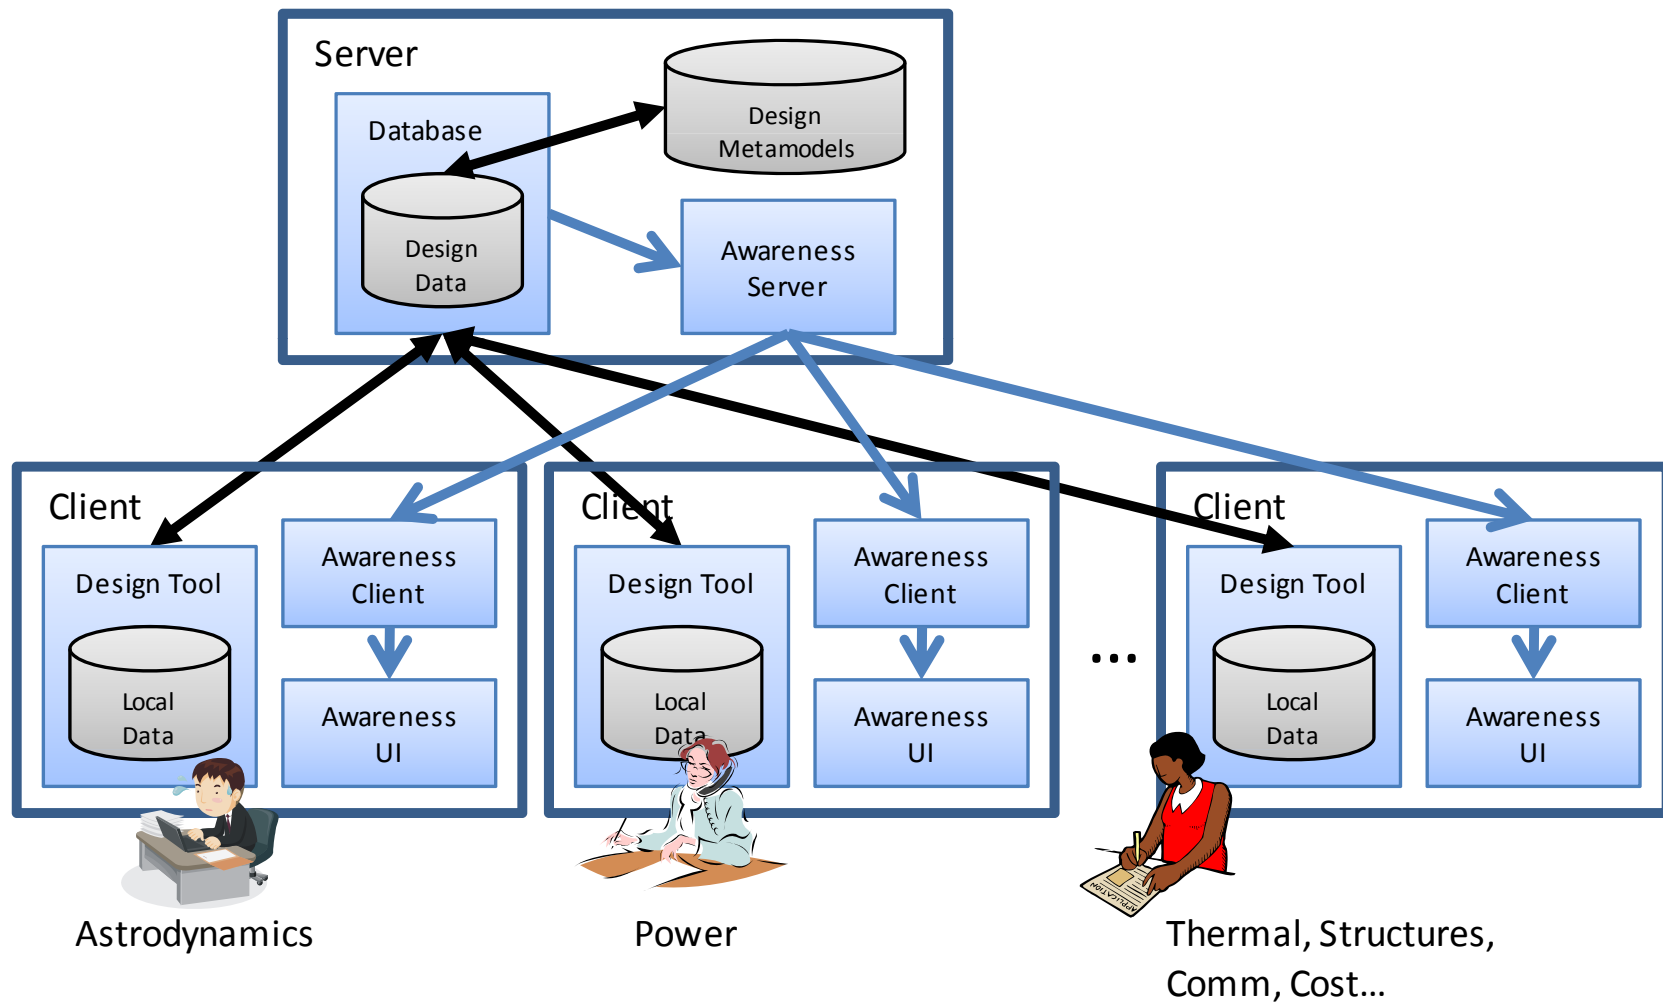 Server
Database
Design
Metamodels
Design
Data
Awareness
Server
Client
Design Tool
Local
Data
Awareness
Client
Awareness
UI
Client
Design Tool
Local
Data
Awareness
Client
Awareness
UI
...
Client
Design Tool
Local
Data
Awareness
Client
Awareness
UI
APPLICATION
Astrodynamics
Power
Thermal, Structures,
Comm, Cost...